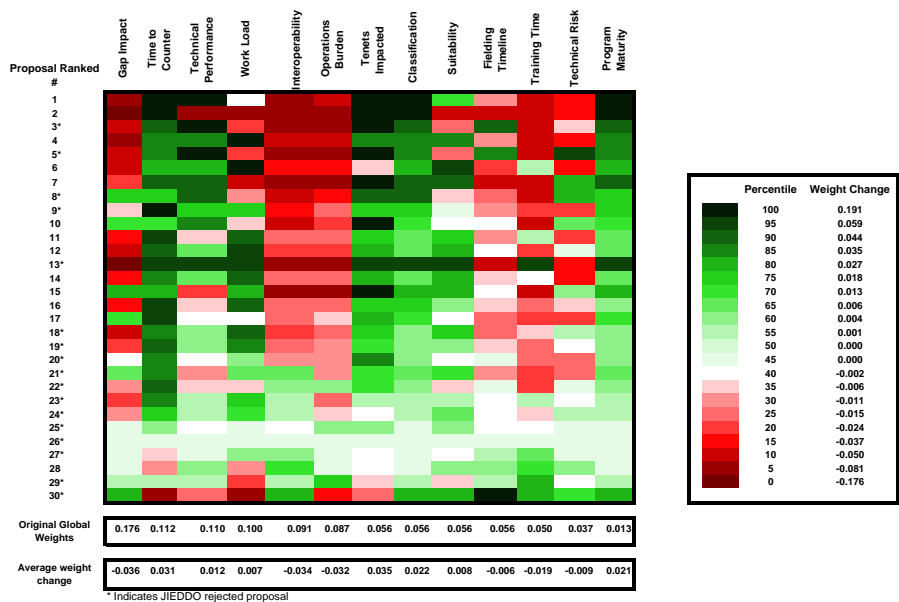 Proposal Ranked
#
Gap Impact
Time to
Counter
Technical
Performance
Work Load
Interoperability
Operations
Burden
Tenets
Impacted
Classification
Suitability
Fielding
Timeline
Training Time
Technical Risk
Program
Maturity
1
2
3*
4
5*
6
7
8*
9*
10
11
12
13*
14
15
16
17
18*
19*
20*
21*
22*
23*
24*
25*
26*
27*
28
29*
30*
Percentile Weight Change
100 0.191
95 0.059
90 0.044
85 0.035
80 0.027
75 0.018
70 0.013
65 0.006
60 0.004
55 0.001
50 0.000
45 0.000
40 -0.002
35 -0.006
30 -0.011
25 -0.015
20 -0.024
15 -0.037
10 -0.050
5 -0.081
0 -0.176
Original Global
Weights
0.176 0.112 0.110 0.100 0.091 0.087 0.056 0.056 0.056 0.056 0.050 0.037 0.013
Average weight
change
-0.036 0.031 0.012 0.007 -0.034 -0.032 0.035 0.022 0.008 -0.006 -0.019 -0.009 0.021
* Indicates JIEDDO rejected proposal